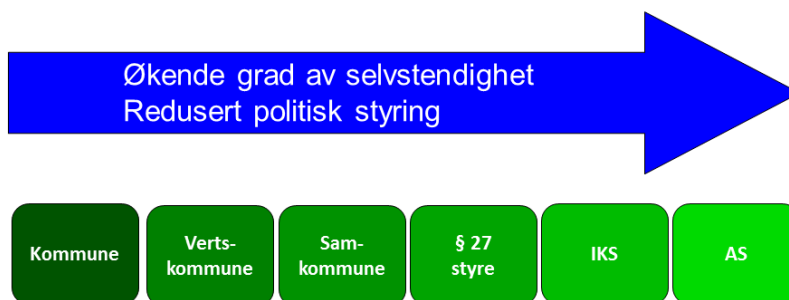 Økende grad av selvstendighet
Redusert politisk styring
Kommune
Verts-
kommune
Sam-
kommune
§ 27
styre
IKS
AS